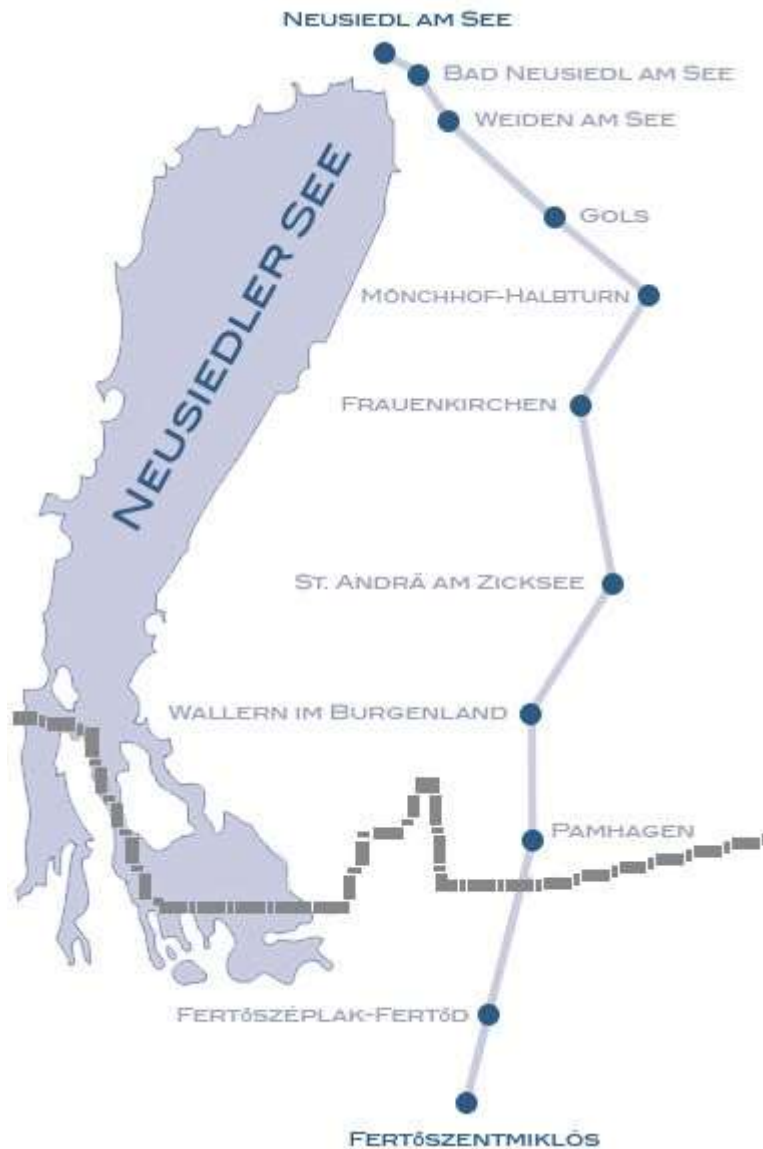 NEUSIEDL AM SEE
BAD NEUSIEDL AM SEE
WEIDEN AM SEE
NEUSIEDLER SEE
GOLS
MÖNCHHOF-HALBTURN
FRAUENKIRCHEN
ST. ANDRÄ AM ZICKSEE
WALLERN IM BURGENLAND
PAMHAGEN
FERTőSZÉPLAK-FERTőD
FERTőSZENTMIKLÓS